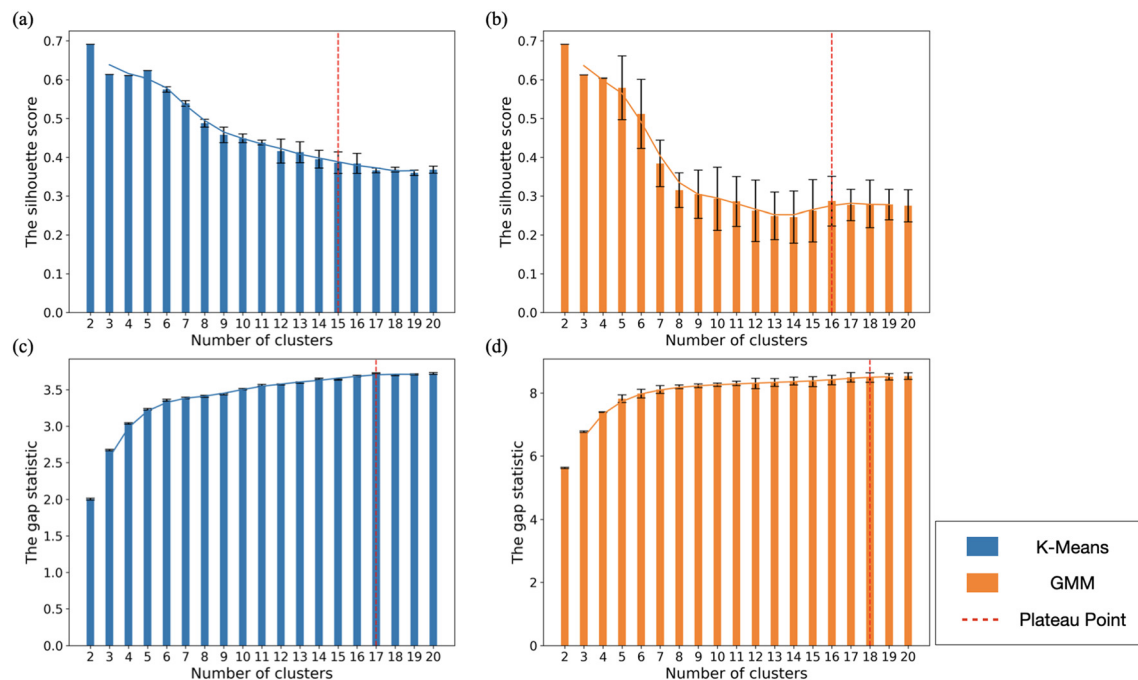 (a)
The silhouette score
0.7
0.6
0.5
0.4
0.3
0.2
0.1
0.0
2 3 4 5 6 7 8 9 10 11 12 13 14 15 16 17 18 19 20
Number of clusters
(b)
The silhouette score
0.7
0.6
0.5
0.4
0.3
0.2
0.1
0.0
2 3 4 5 6 7 8 9 10 11 12 13 14 15 16 17 18 19 20
Number of clusters
(c)
The gap statistic
3.5
3.0
2.5
2.0
1.5
1.0
0.5
0.0
2 3 4 5 6 7 8 9 10 11 12 13 14 15 16 17 18 19 20
Number of clusters
(d)
The gap statistic
8
6
4
2
0
2 3 4 5 6 7 8 9 10 11 12 13 14 15 16 17 18 19 20
Number of clusters
K-Means
GMM
Plateau Point